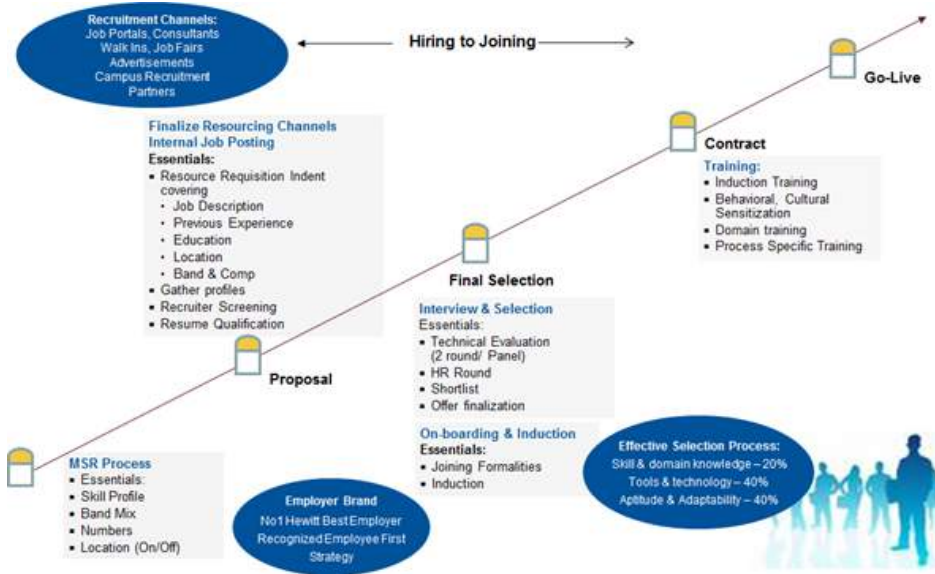 Recruitment Channels:
Job Portals, Consultants
Walk Ins, Job Fairs
Advertisements
Campus Recruitment
Partners
Hiring to Joining
Go-Live
Finalize Resourcing Channels
Internal Job Posting
Essentials:
▪ Resource Requisition Indent
covering
• Job Description
• Previous Experience
• Education
• Location
• Band & Comp
▪ Gather profiles
▪ Recruiter Screening
▪ Resume Qualification
Contract
Training:
▪ Induction Training
▪ Behavioral, Cultural
Sensitization
▪ Domain training
▪ Process Specific Training
Final Selection
Interview & Selection
Essentials:
▪ Technical Evaluation
(2 round/ Panel)
▪ HR Round
▪ Shortlist
▪ Offer finalization
Proposal
On-boarding & Induction
Essentials:
▪ Joining Formalities
▪ Induction
Effective Selection Process:
Skill & domain knowledge – 20%
Tools & technology – 40%
Aptitude & Adaptability – 40%
MSR Process
▪ Essentials:
▪ Skill Profile
▪ Band Mix
▪ Numbers
▪ Location (On/Off)
Employer Brand
No1 Hewitt Best Employer
Recognized Employee First
Strategy